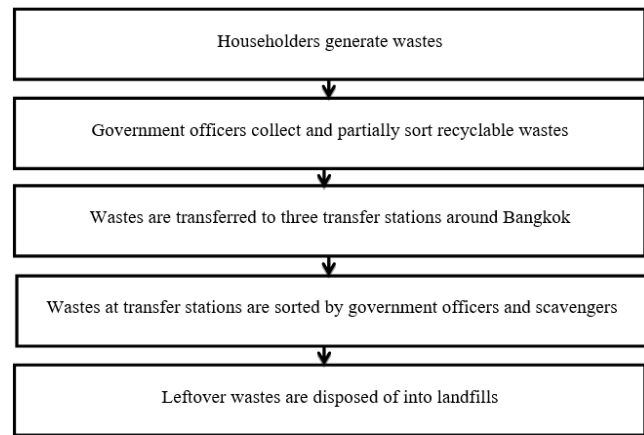 Householders generate wastes
Government officers collect and partially sort recyclable wastes
Wastes are transferred to three transfer stations around Bangkok
Wastes at transfer stations are sorted by government officers and scavengers
Leftover wastes are disposed of into landfills